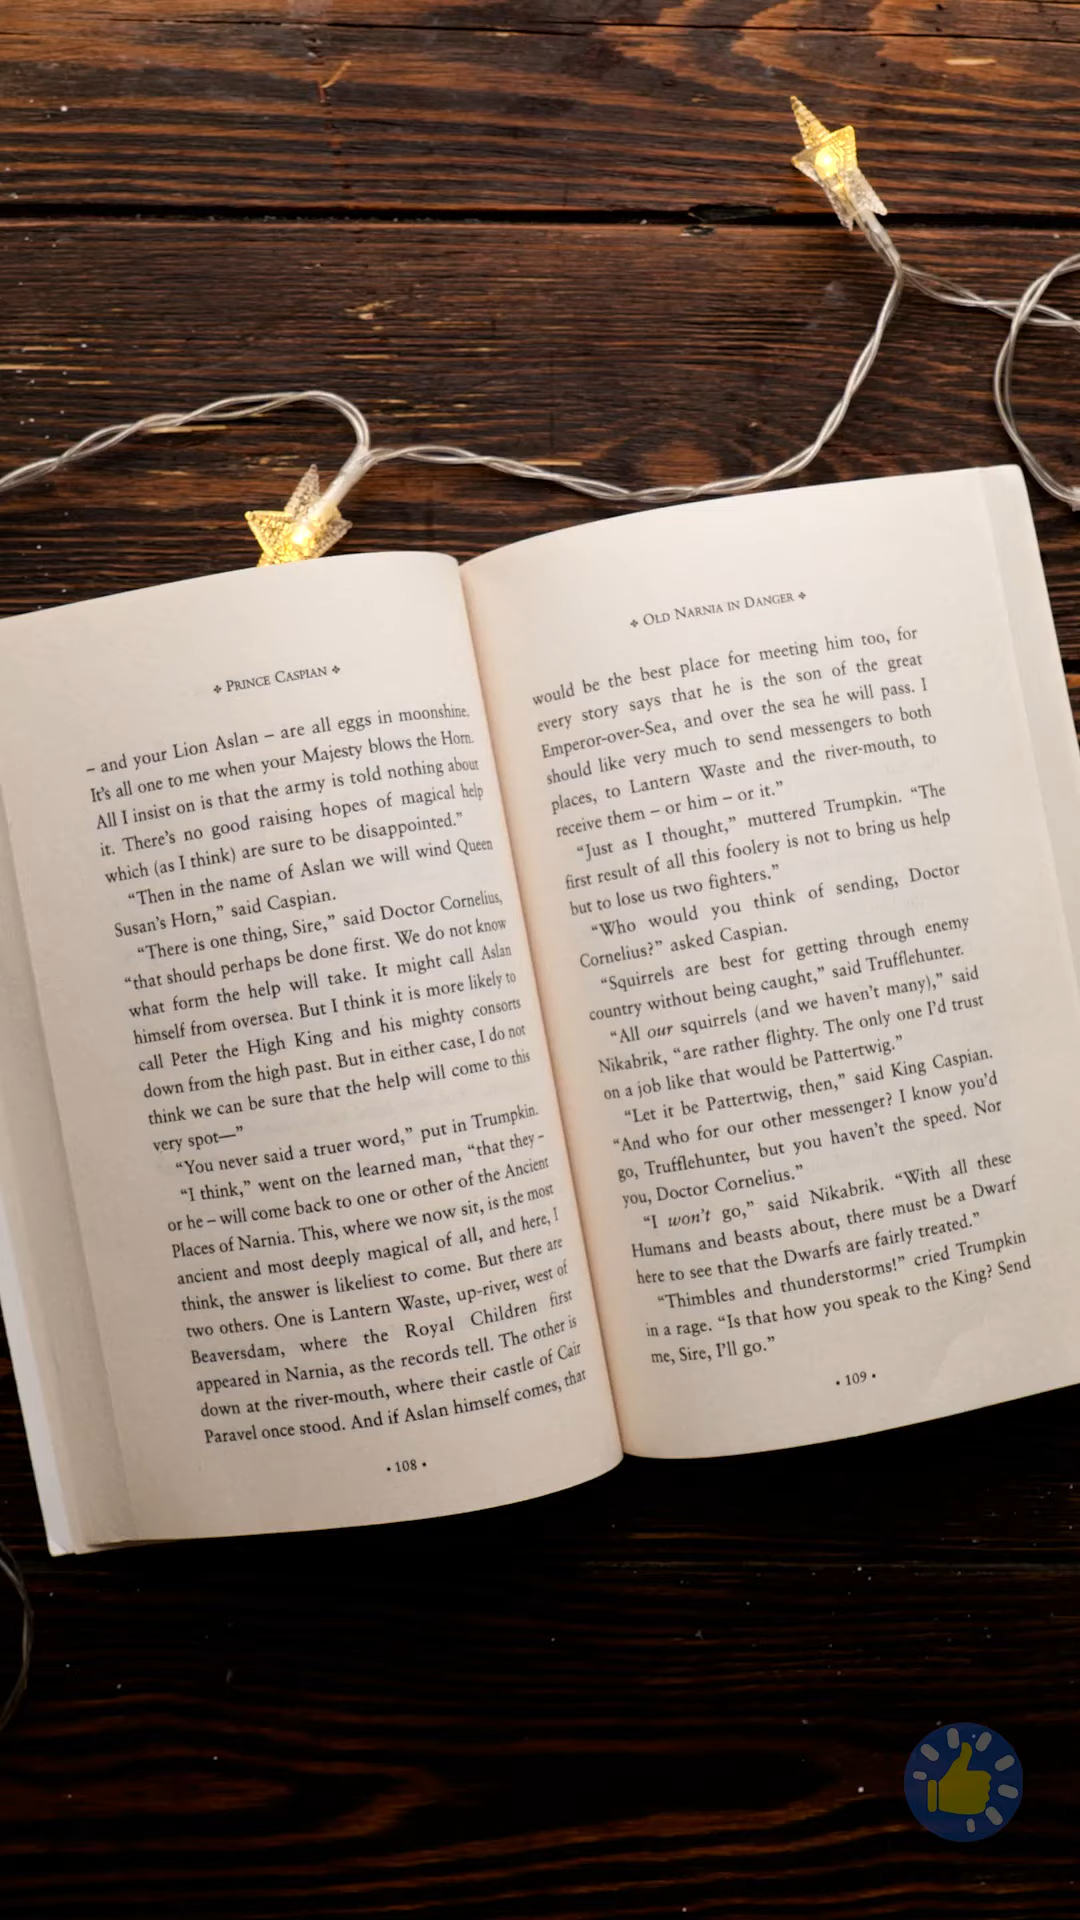 ❖ PRINCE CASPIAN ❖
– and your Lion Aslan – are all eggs in moonshine.
It’s all one to me when your Majesty blows the Horn.
All I insist on is that the army is told nothing about
it. There’s no good raising hopes of magical help
which (as I think) are sure to be disappointed.”
“Then in the name of Aslan we will wind Queen
Susan’s Horn,” said Caspian.
“There is one thing, Sire,” said Doctor Cornelius,
“that should perhaps be done first. We do not know
what form the help will take. It might call Aslan
himself from oversea. But I think it is more likely to
call Peter the High King and his mighty consorts
down from the high past. But in either case, I do not
think we can be sure that the help will come to this
very spot—”
“You never said a truer word,” put in Trumpkin.
“I think,” went on the learned man, “that they –
or he – will come back to one or other of the Ancient
Places of Narnia. This, where we now sit, is the most
ancient and most deeply magical of all, and here, I
think, the answer is likeliest to come. But there are
two others. One is Lantern Waste, up-river, west of
Beaversdam, where the Royal Children first
appeared in Narnia, as the records tell. The other is
down at the river-mouth, where their castle of Cair
Paravel once stood. And if Aslan himself comes, that
• 108 •
❖ OLD NARNIA IN DANGER ❖
would be the best place for meeting him too, for
every story says that he is the son of the great
Emperor-over-Sea, and over the sea he will pass. I
should like very much to send messengers to both
places, to Lantern Waste and the river-mouth, to
receive them – or him – or it.”
“Just as I thought,” muttered Trumpkin. “The
first result of all this foolery is not to bring us help
but to lose us two fighters.”
“Who would you think of sending, Doctor
Cornelius?” asked Caspian.
“Squirrels are best for getting through enemy
country without being caught,” said Trufflehunter.
“All our squirrels (and we haven’t many),” said
Nikabrik, “are rather flighty. The only one I’d trust
on a job like that would be Pattertwig.”
“Let it be Pattertwig, then,” said King Caspian.
“And who for our other messenger? I know you’d
go, Trufflehunter, but you haven’t the speed. Nor
you, Doctor Cornelius.”
“I won’t go,” said Nikabrik. “With all these
Humans and beasts about, there must be a Dwarf
here to see that the Dwarfs are fairly treated.”
“Thimbles and thunderstorms!” cried Trumpkin
in a rage. “Is that how you speak to the King? Send
me, Sire, I’ll go.”
• 109 •